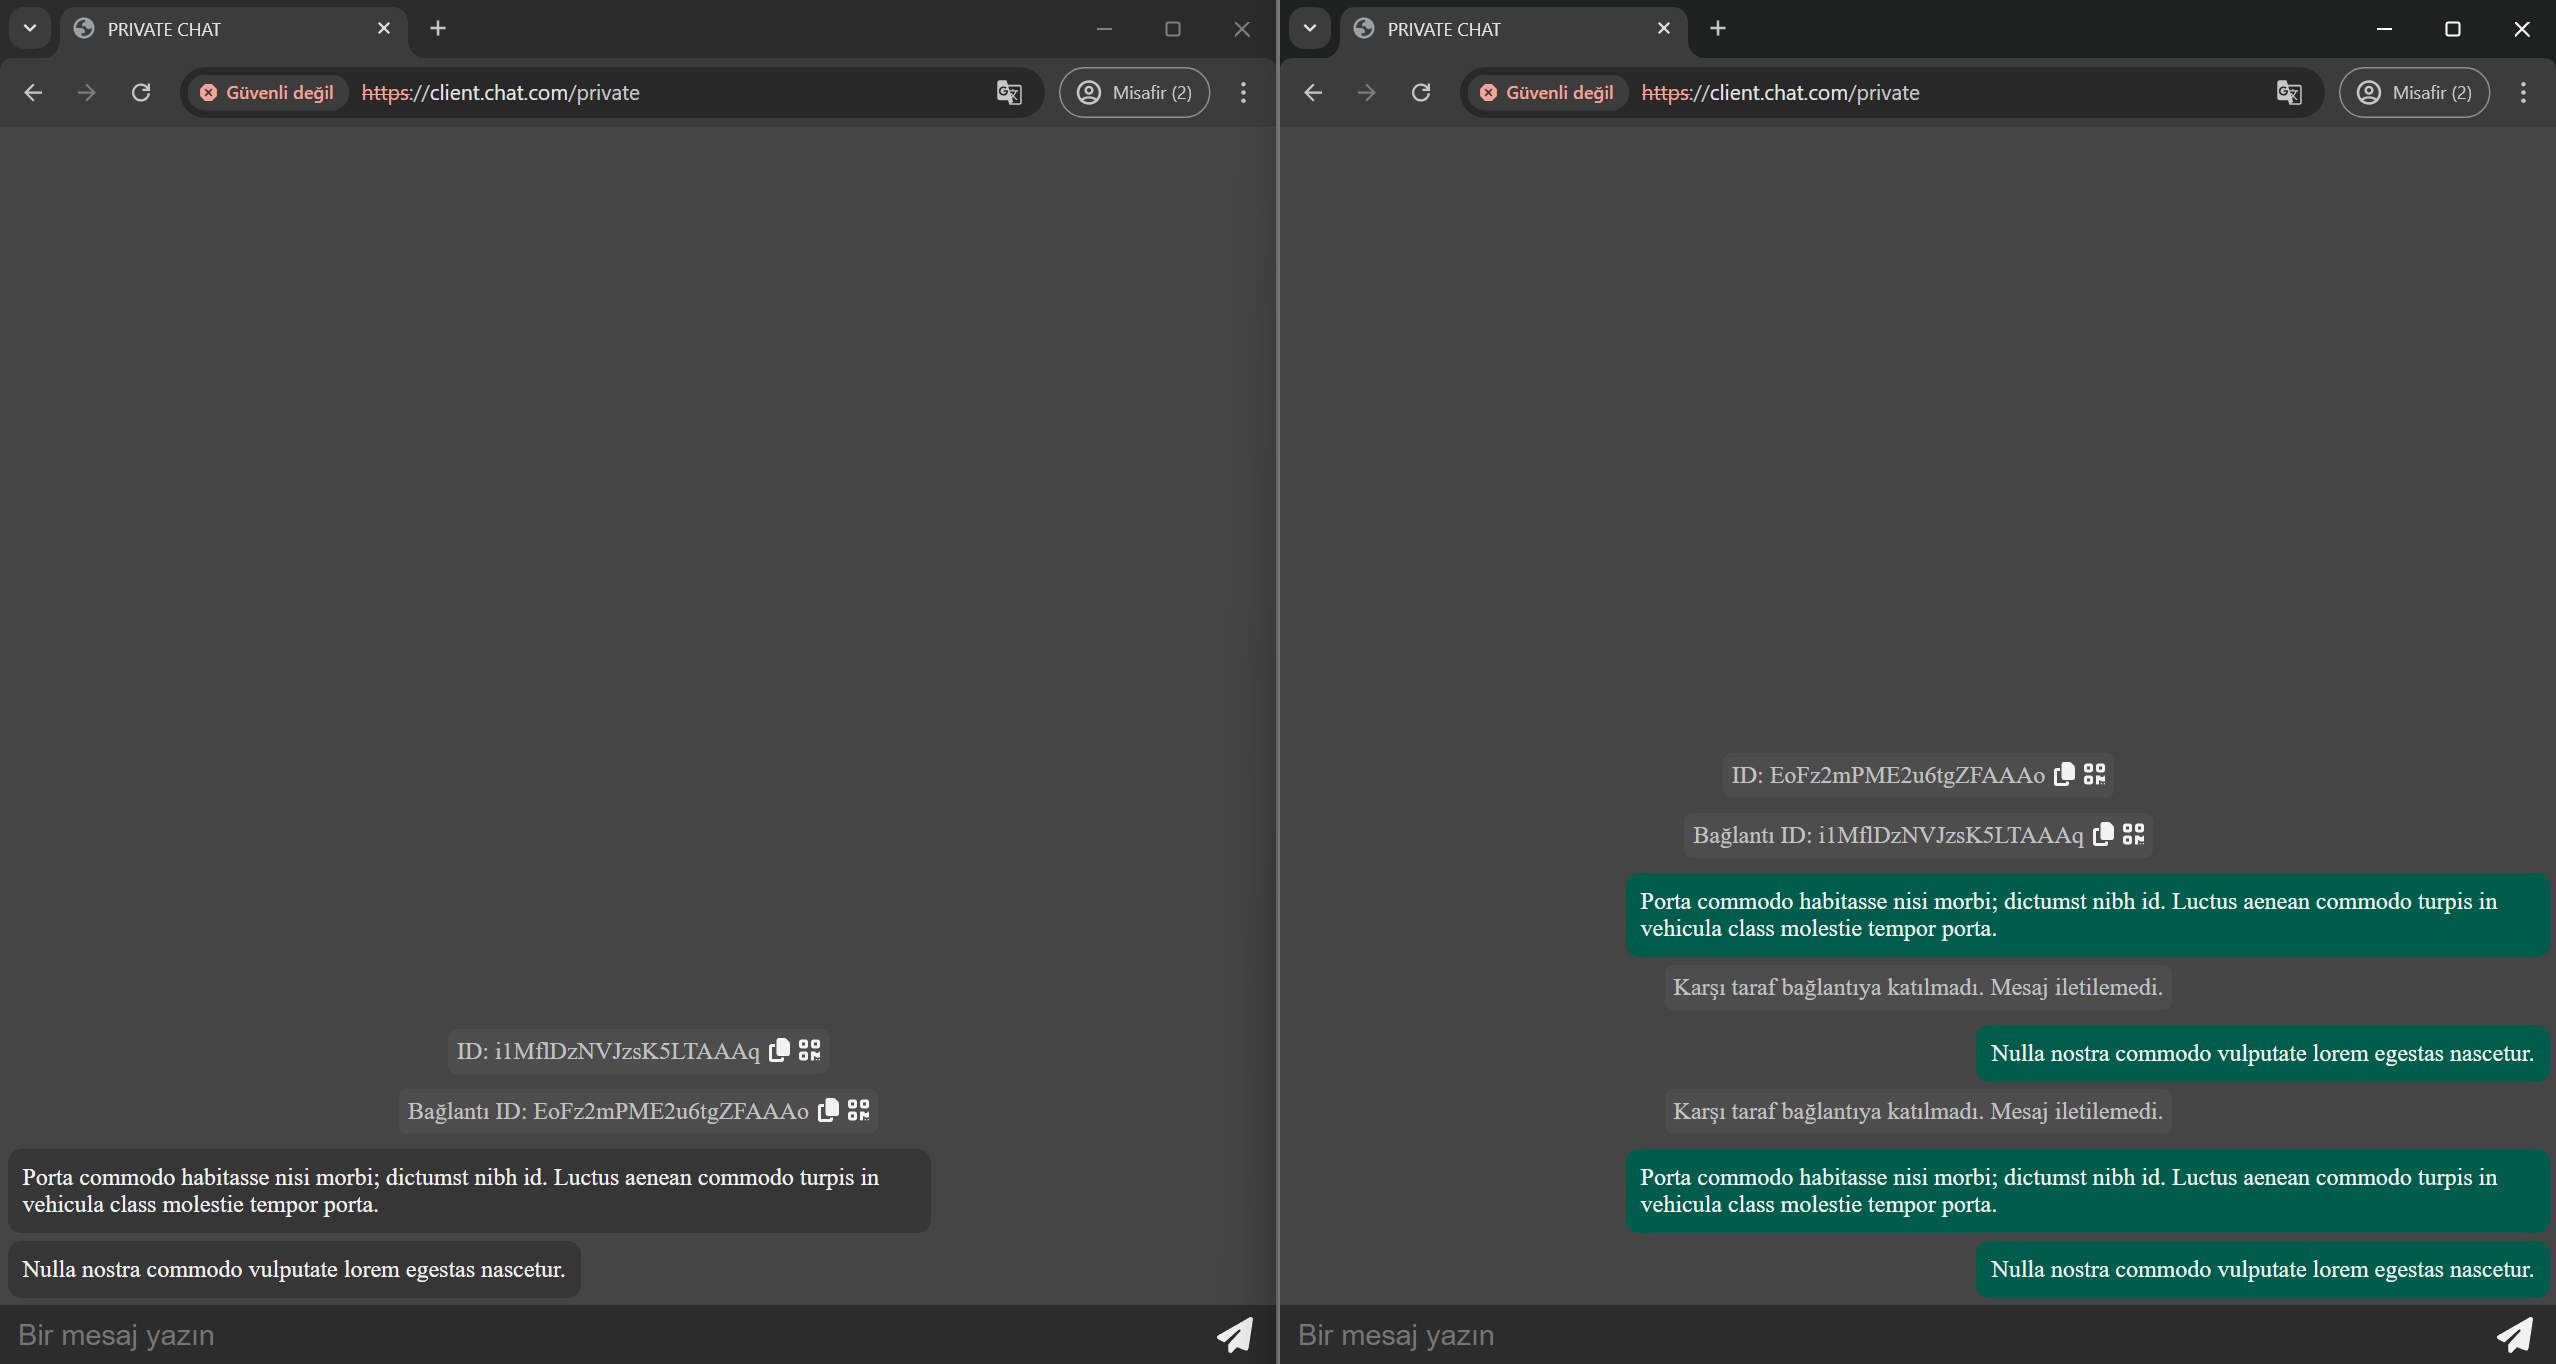 PRIVATE CHAT
Güvenli değil https://client.chat.com/private Misafir (2)
ID: i1MflDzNVJzsK5LTAAAq
Bağlantı ID: EoFz2mPME2u6tgZFAAAo
Porta commodo habitasse nisi morbi; dictumst nibh id. Luctus aenean commodo turpis in
vehicula class molestie tempor porta.
Nulla nostra commodo vulputate lorem egestas nascetur.
Bir mesaj yazın
PRIVATE CHAT
Güvenli değil https://client.chat.com/private Misafir (2)
ID: EoFz2mPME2u6tgZFAAAo
Bağlantı ID: i1MflDzNVJzsK5LTAAAq
Porta commodo habitasse nisi morbi; dictumst nibh id. Luctus aenean commodo turpis in
vehicula class molestie tempor porta.
Karşı taraf bağlantıya katılmadı. Mesaj iletilemedi.
Nulla nostra commodo vulputate lorem egestas nascetur.
Karşı taraf bağlantıya katılmadı. Mesaj iletilemedi.
Porta commodo habitasse nisi morbi; dictumst nibh id. Luctus aenean commodo turpis in
vehicula class molestie tempor porta.
Nulla nostra commodo vulputate lorem egestas nascetur.
Bir mesaj yazın